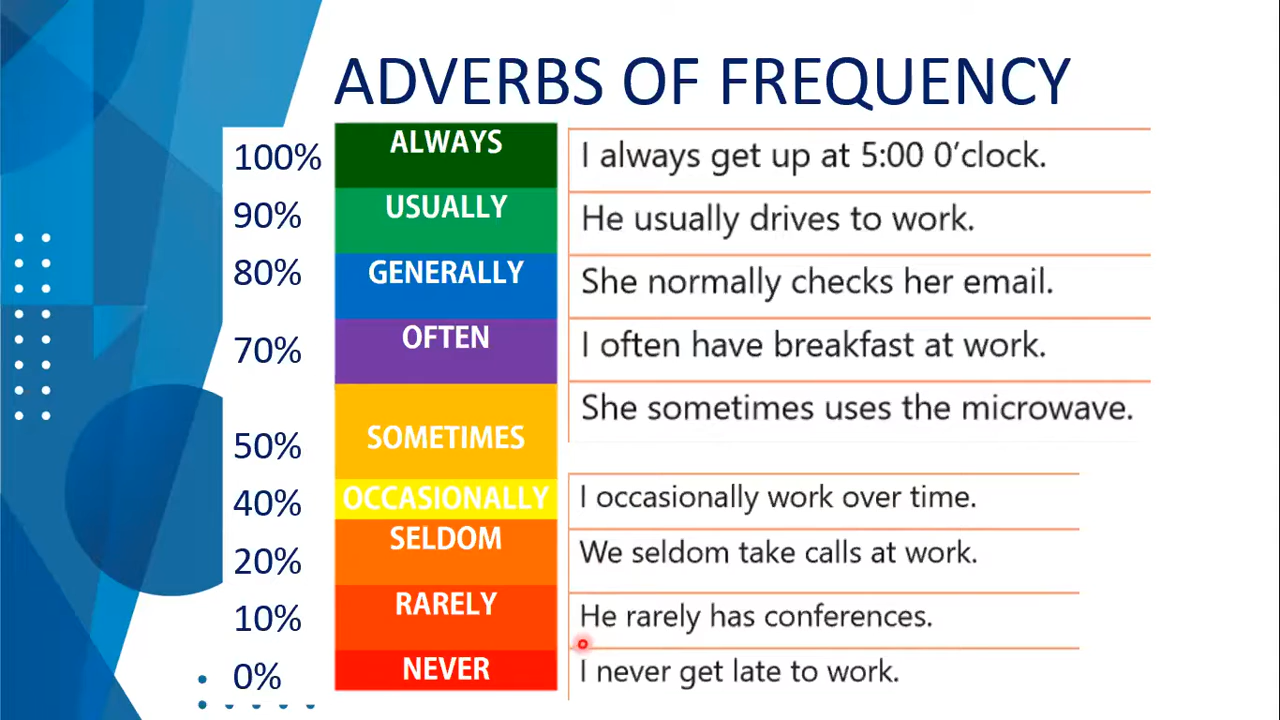 ADVERBS OF FREQUENCY
100% ALWAYS I always get up at 5:00 0’clock.
90% USUALLY He usually drives to work.
80% GENERALLY She normally checks her email.
70% OFTEN I often have breakfast at work.
50% SOMETIMES She sometimes uses the microwave.
40% OCCASIONALLY I occasionally work over time.
20% SELDOM We seldom take calls at work.
10% RARELY He rarely has conferences.
0% NEVER I never get late to work.